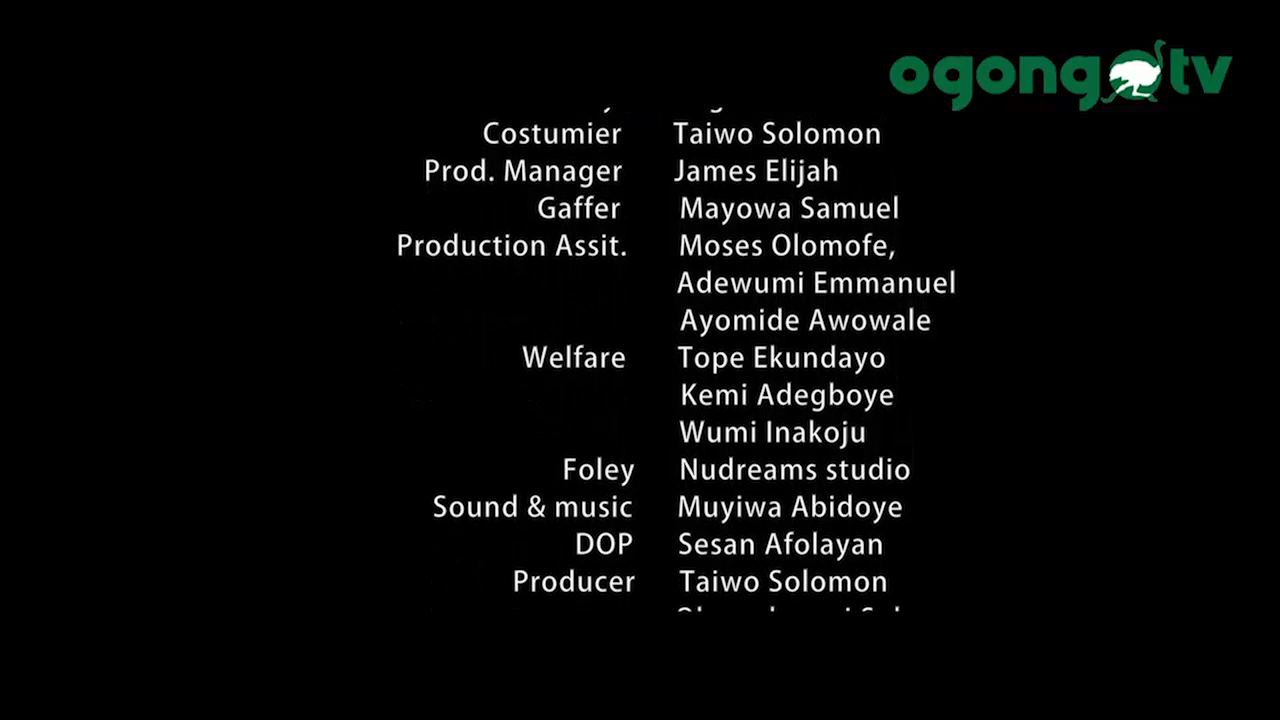 ogongotv
Costumier Taiwo Solomon
Prod. Manager James Elijah
Gaffer Mayowa Samuel
Production Assit. Moses Olomofe,
Adewumi Emmanuel
Ayomide Awowale
Welfare Tope Ekundayo
Kemi Adegboye
Wumi Inakoju
Foley Nudreams studio
Sound & music Muyiwa Abidoye
DOP Sesan Afolayan
Producer Taiwo Solomon